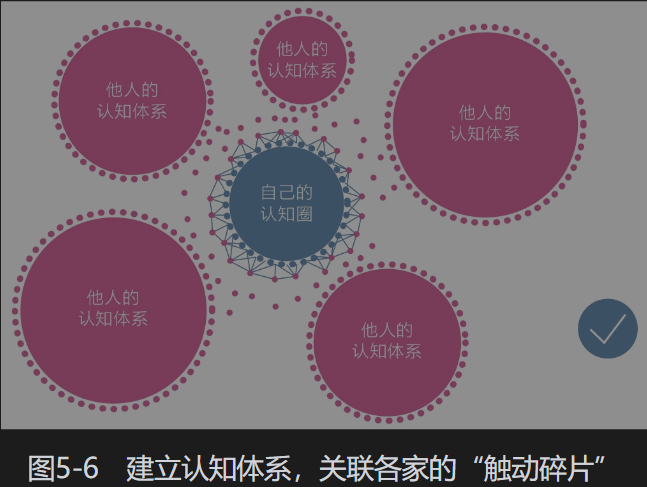 他人的
认知体系
他人的
认知体系
他人的
认知体系
自己的
认知圈
他人的
认知体系
他人的
认知体系
图5-6 建立认知体系，关联各家的“触动碎片”